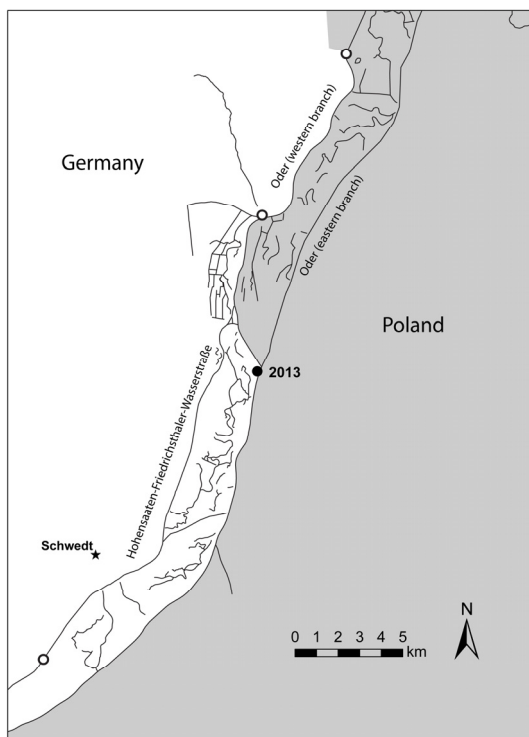 Oder (western branch)
Germany
Oder (eastern branch)
Poland
2013
Hohensaaten-Friedrichsthaler-Wasserstraße
Schwedt
N
0 1 2 3 4 5
km